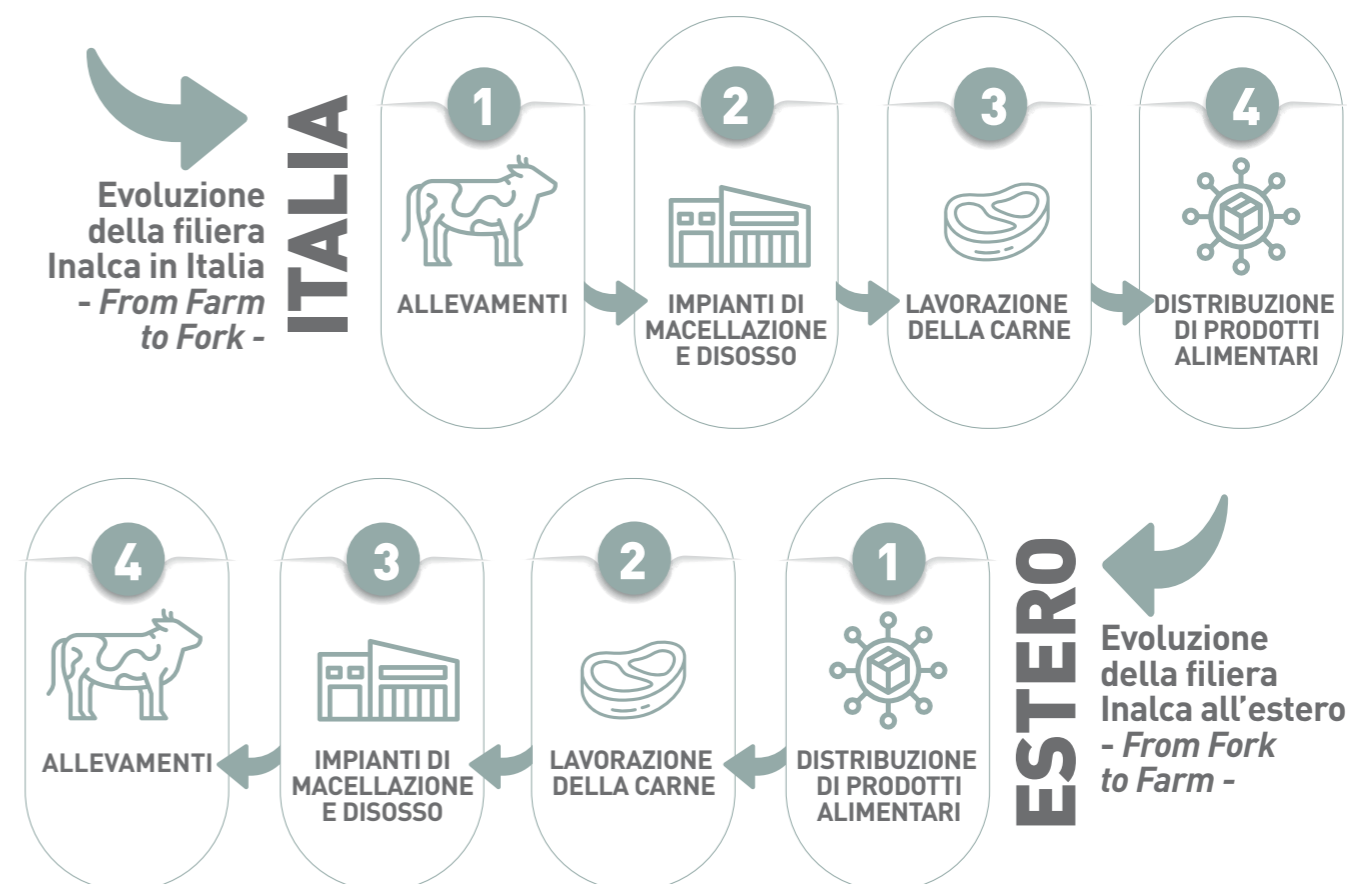 Evoluzione
della filiera
Inalca in Italia
- From Farm
to Fork -
ITALIA
1
ALLEVAMENTI
2
IMPIANTI DI
MACELLAZIONE
E DISOSSO
3
LAVORAZIONE
DELLA CARNE
4
DISTRIBUZIONE
DI PRODOTTI
ALIMENTARI
4
ALLEVAMENTI
3
IMPIANTI DI
MACELLAZIONE
E DISOSSO
2
LAVORAZIONE
DELLA CARNE
1
DISTRIBUZIONE
DI PRODOTTI
ALIMENTARI
ESTERO
Evoluzione
della filiera
Inalca all’estero
- From Fork
to Farm -